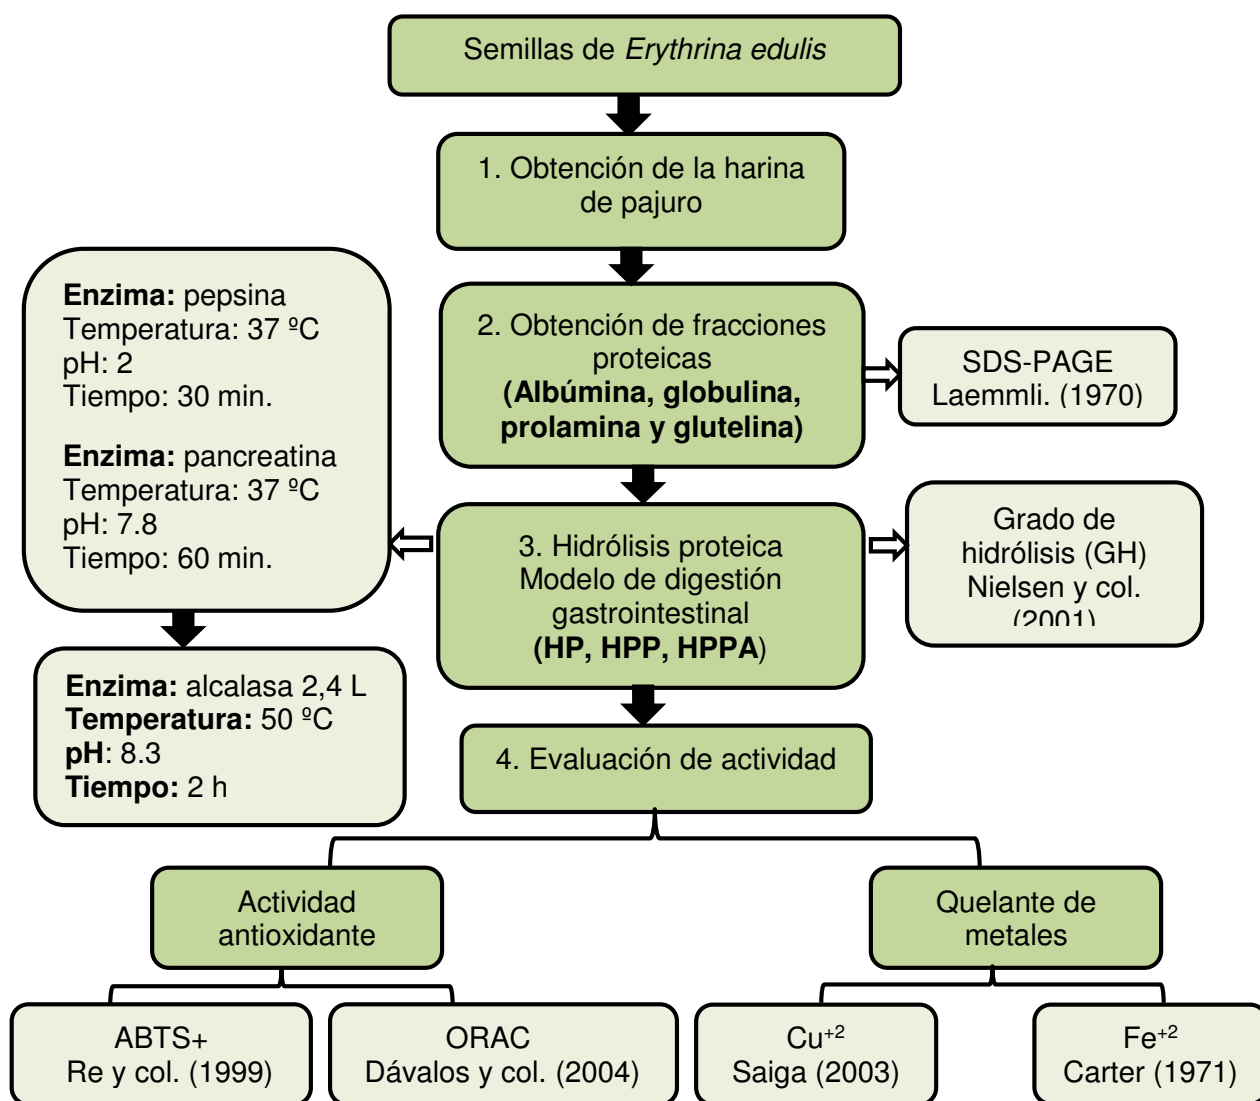 Semillas de Erythrina edulis
1. Obtención de la harina
de pajuro
2. Obtención de fracciones
proteicas
(Albúmina, globulina,
prolamina y glutelina)
SDS-PAGE
Laemmli. (1970)
Enzima: pepsina
Temperatura: 37 ºC
pH: 2
Tiempo: 30 min.
Enzima: pancreatina
Temperatura: 37 ºC
pH: 7.8
Tiempo: 60 min.
3. Hidrólisis proteica
Modelo de digestión
gastrointestinal
(HP, HPP, HPPA)
Grado de
hidrólisis (GH)
Nielsen y col.
(2001)
Enzima: alcalasa 2,4 L
Temperatura: 50 ºC
pH: 8.3
Tiempo: 2 h
4. Evaluación de actividad
Actividad
antioxidante
Quelante de
metales
ABTS+
Re y col. (1999)
ORAC
Dávalos y col. (2004)
Cu⁺²
Saiga (2003)
Fe⁺²
Carter (1971)